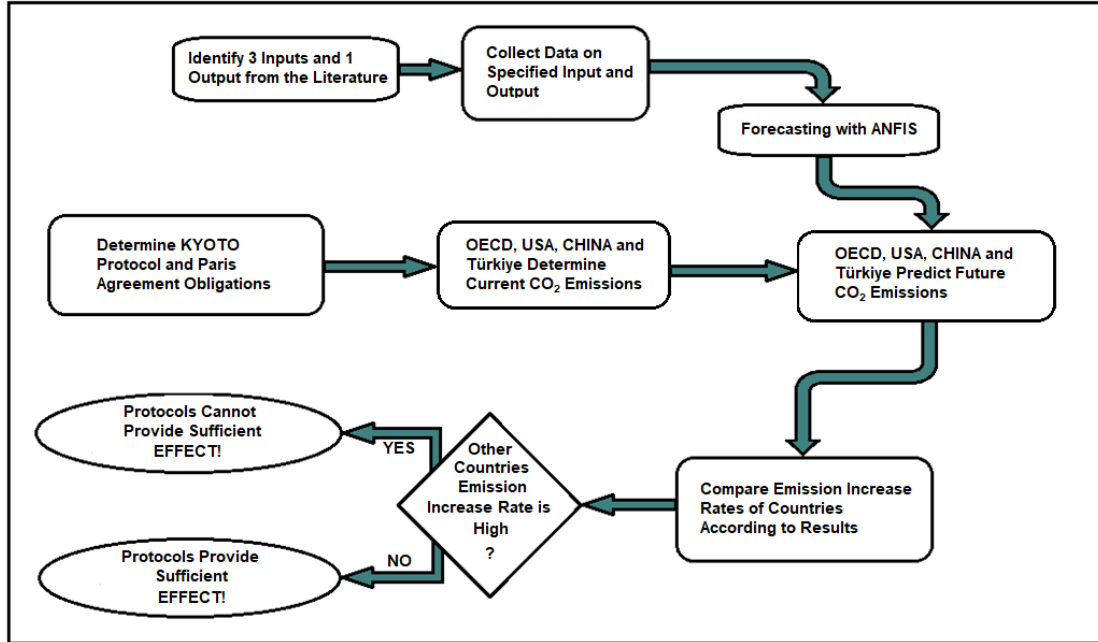 Identify 3 Inputs and 1
Output from the Literature
Collect Data on
Specified Input and
Output
Forecasting with ANFIS
Determine KYOTO
Protocol and Paris
Agreement Obligations
OECD, USA, CHINA and
Türkiye Determine
Current CO₂ Emissions
OECD, USA, CHINA and
Türkiye Predict Future
CO₂ Emissions
Compare Emission Increase
Rates of Countries
According to Results
Other
Countries
Emission
Increase Rate is
High
?
YES
Protocols Cannot
Provide Sufficient
EFFECT!
NO
Protocols Provide
Sufficient
EFFECT!